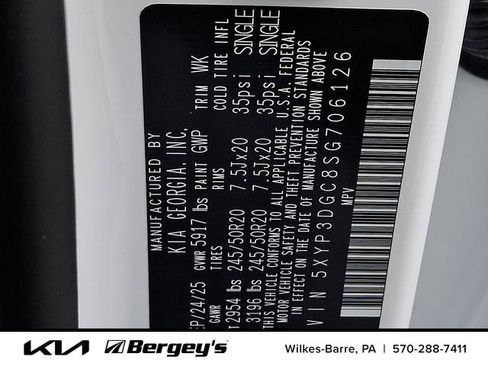 MANUFACTURED BY
KIA GEORGIA, INC.
EP/24/25 GVWR 5917 lbs PAINT GWP TRIM WK
GAWR TIRES RIMS COLD TIRE INFL
T 2954 lbs 245/50R20 7.5Jx20 35psi SINGLE
3196 lbs 245/50R20 7.5Jx20 35psi SINGLE
THIS VEHICLE CONFORMS TO ALL APPLICABLE U.S.A. FEDERAL
MOTOR VEHICLE SAFETY AND THEFT PREVENTION STANDARDS
IN EFFECT ON THE DATE OF MANUFACTURE SHOWN ABOVE
VIN 5XYP3DGC8SG706126
MPV
KIA Bergey's Wilkes-Barre, PA | 570-288-7411